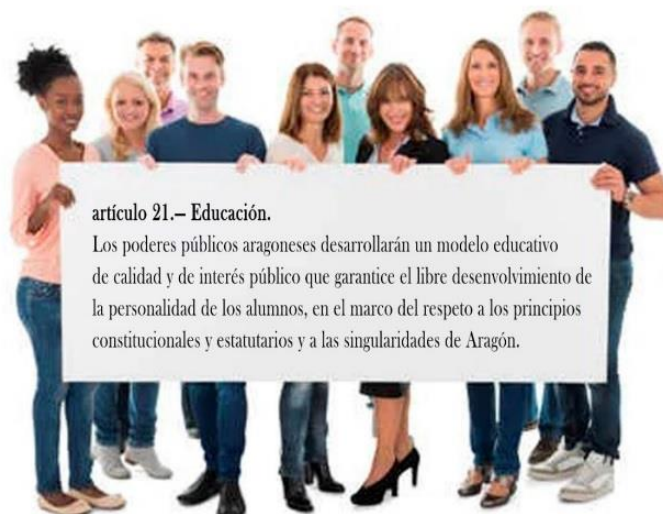 artículo 21.– Educación.
Los poderes públicos aragoneses desarrollarán un modelo educativo
de calidad y de interés público que garantice el libre desenvolvimiento de
la personalidad de los alumnos, en el marco del respeto a los principios
constitucionales y estatutarios y a las singularidades de Aragón.